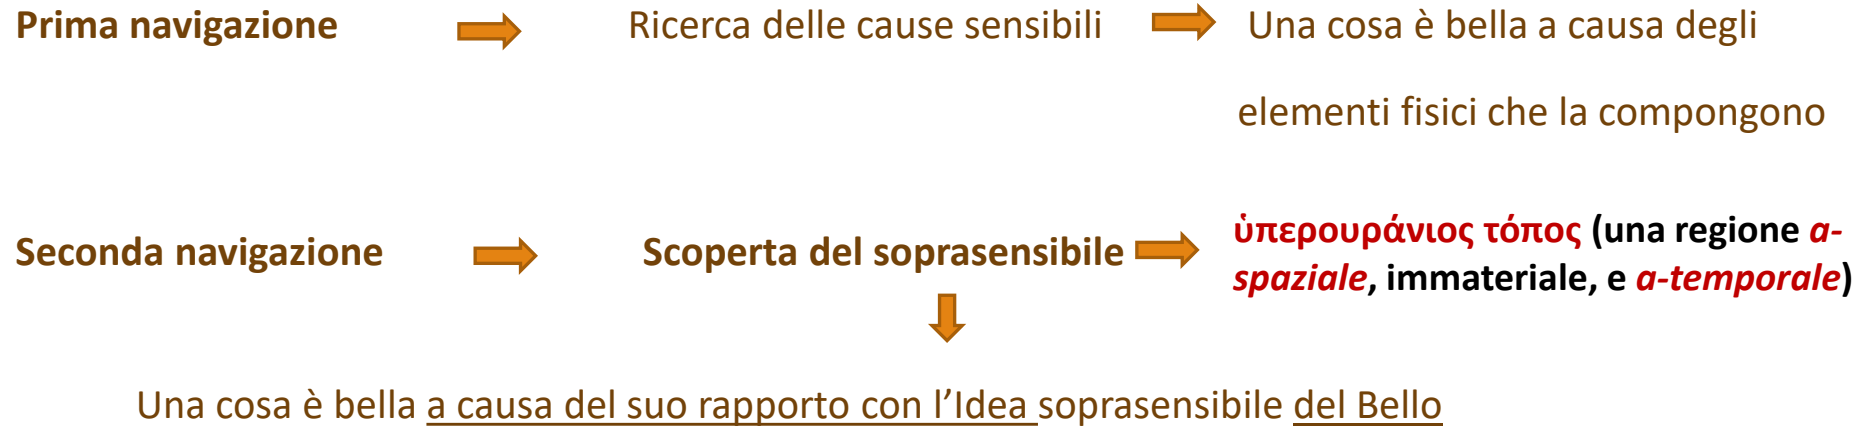 Prima navigazione Ricerca delle cause sensibili Una cosa è bella a causa degli
elementi fisici che la compongono
Seconda navigazione Scoperta del soprasensibile ὑπερουράνιος τόπος (una regione a-
spaziale, immateriale, e a-temporale)
Una cosa è bella a causa del suo rapporto con l’Idea soprasensibile del Bello